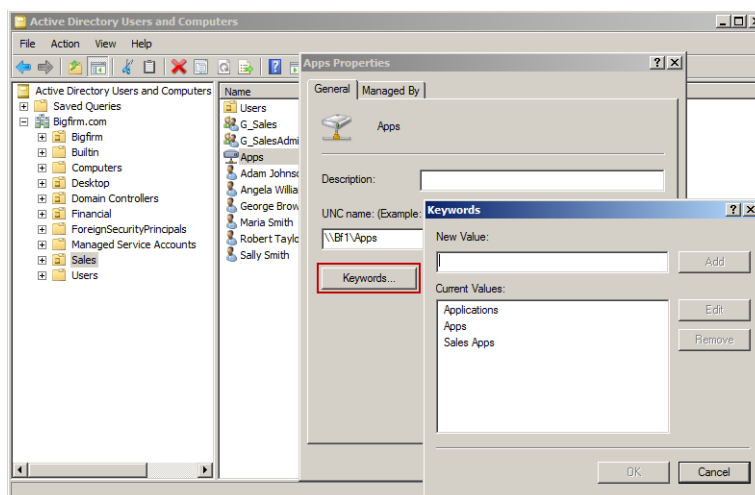 Active Directory Users and Computers
File Action View Help
Active Directory Users and Computers
Saved Queries
Bigfirm.com
Bigfirm
Builtin
Computers
Desktop
Domain Controllers
Financial
ForeignSecurityPrincipals
Managed Service Accounts
Sales
Users
Name
Users
G_Sales
G_SalesAdmi
Apps
Adam Johnso
Angela Willia
George Brow
Maria Smith
Robert Taylo
Sally Smith
Apps Properties
General Managed By
Apps
Description:
UNC name: (Example:
\\Bf1\Apps
Keywords...
Keywords
New Value:
Add
Current Values:
Applications
Apps
Sales Apps
Edit
Remove
OK Cancel